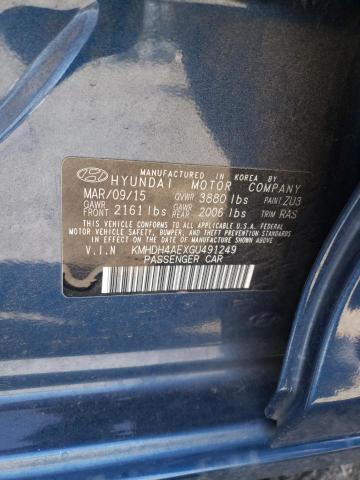 MANUFACTURED IN KOREA BY
HYUNDAI MOTOR COMPANY
MAR/09/15 GVWR 3880 lbs PAINT ZU3
GAWR FRONT 2161 lbs GAWR REAR 2006 lbs TRIM RAS
THIS VEHICLE CONFORMS TO ALL APPLICABLE U.S.A. FEDERAL
MOTOR VEHICLE SAFETY, BUMPER, AND THEFT PREVENTION
STANDARDS IN EFFECT ON THE DATE OF MANUFACTURE SHOWN ABOVE.
V.I.N KMHDH4AEXGU491249
PASSENGER CAR